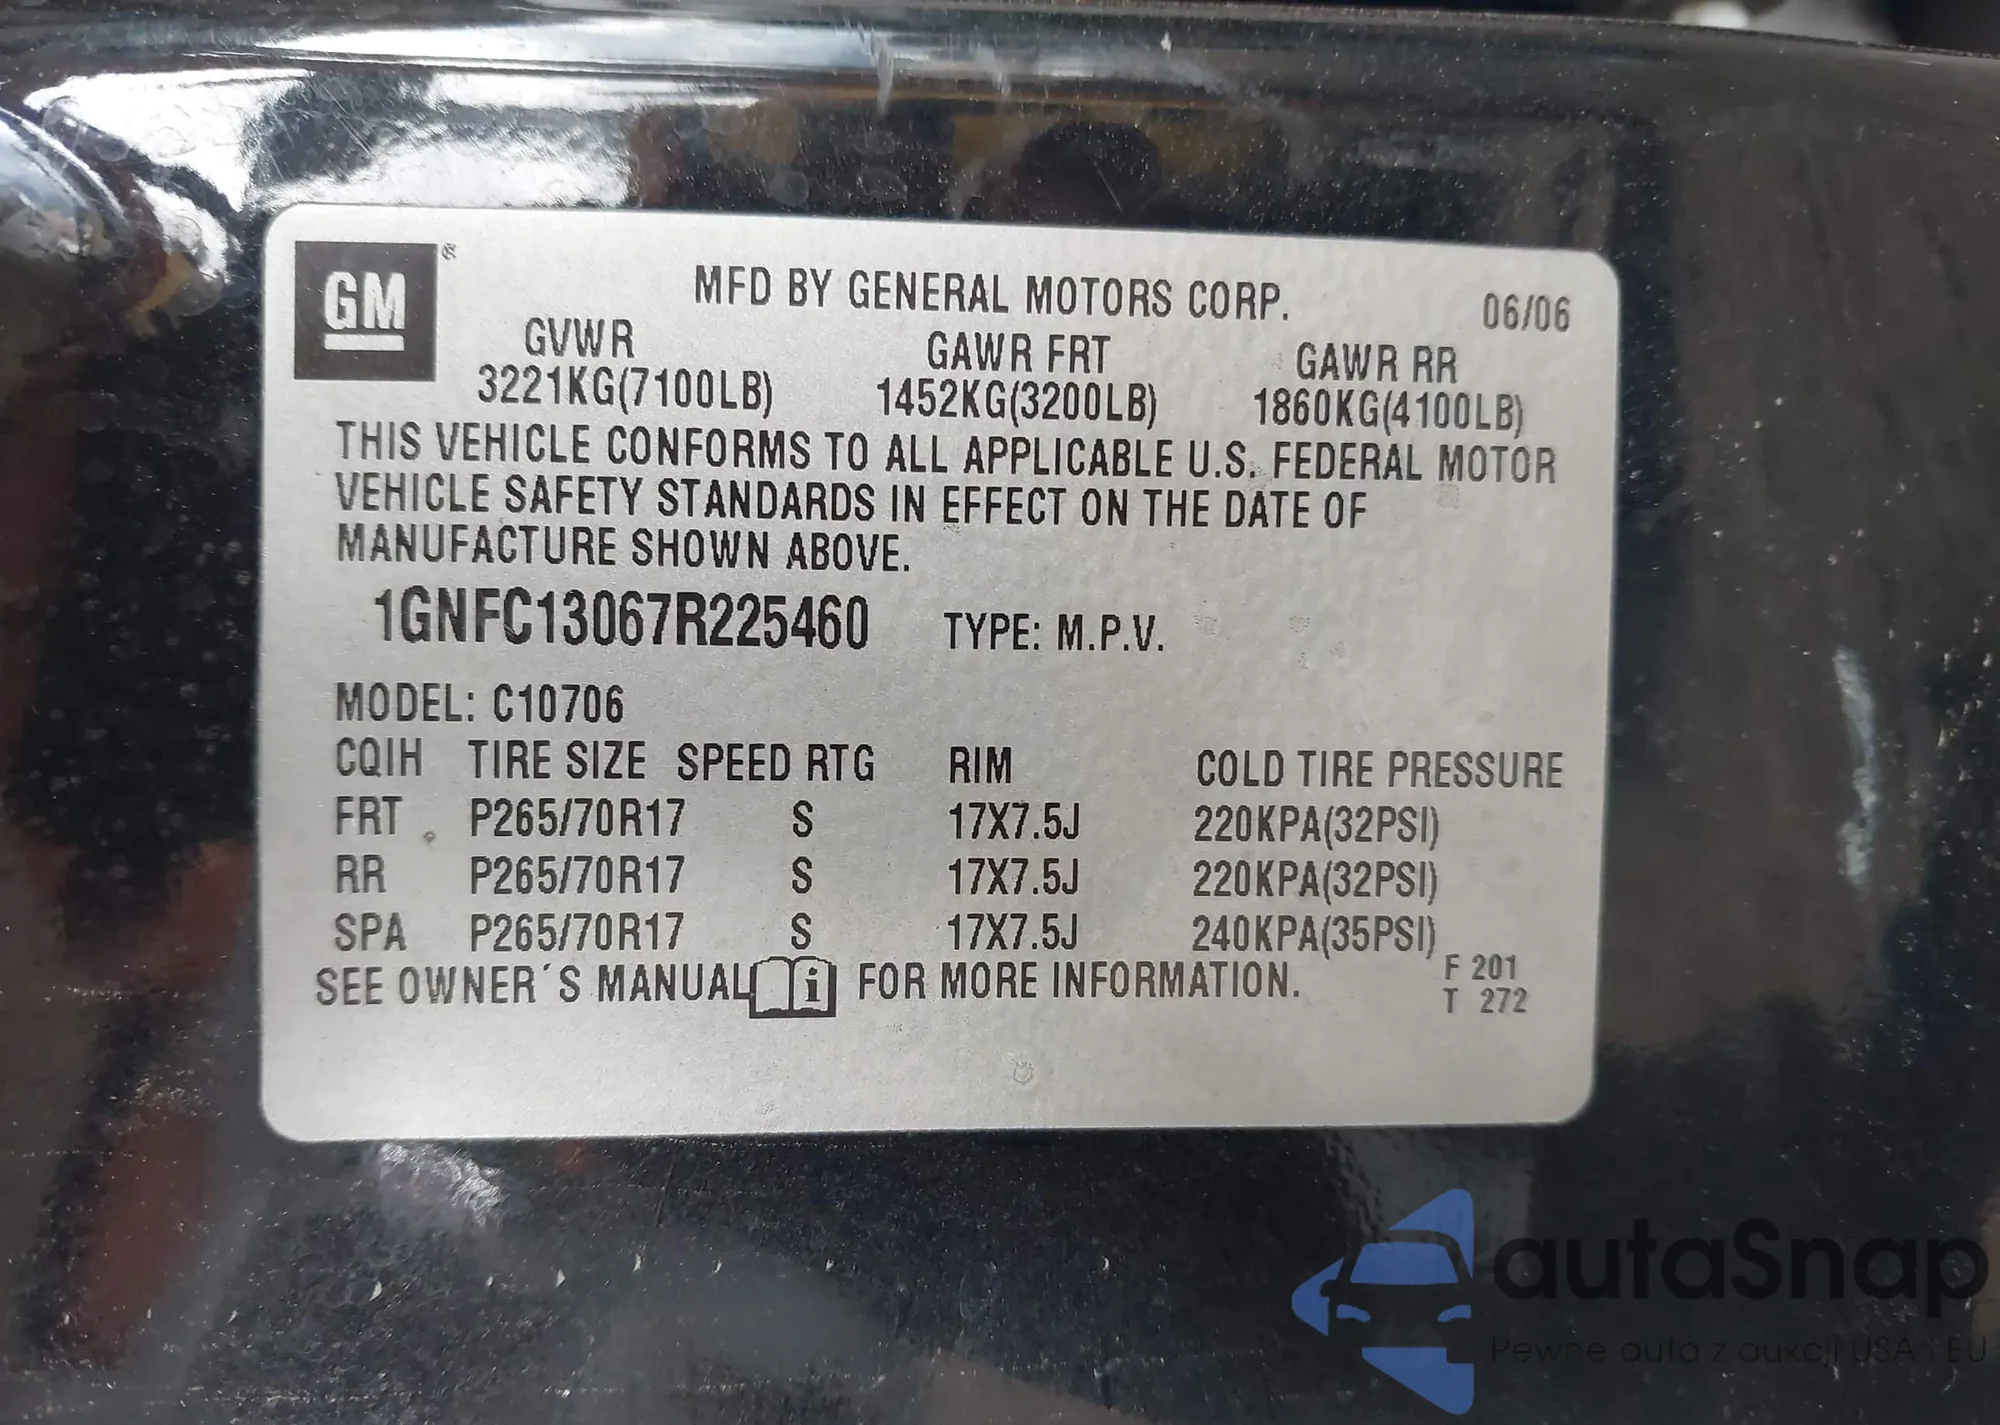 GM®
MFD BY GENERAL MOTORS CORP. 06/06
GVWR GAWR FRT GAWR RR
3221KG(7100LB) 1452KG(3200LB) 1860KG(4100LB)
THIS VEHICLE CONFORMS TO ALL APPLICABLE U.S. FEDERAL MOTOR
VEHICLE SAFETY STANDARDS IN EFFECT ON THE DATE OF
MANUFACTURE SHOWN ABOVE.
1GNFC13067R225460 TYPE: M.P.V.
MODEL: C10706
CQIH TIRE SIZE SPEED RTG RIM COLD TIRE PRESSURE
FRT P265/70R17 S 17X7.5J 220KPA(32PSI)
RR P265/70R17 S 17X7.5J 220KPA(32PSI)
SPA P265/70R17 S 17X7.5J 240KPA(35PSI)
SEE OWNER´S MANUAL i FOR MORE INFORMATION.
F 201
T 272
autaSnap
Pewne auta z aukcji USA i EU